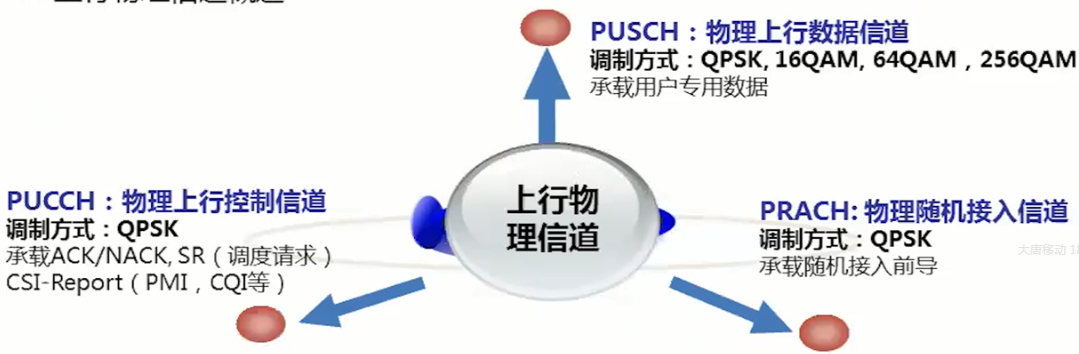 PUSCH：物理上行数据信道
调制方式：QPSK, 16QAM, 64QAM，256QAM
承载用户专用数据
上行物
理信道
PUCCH：物理上行控制信道
调制方式：QPSK
承载ACK/NACK, SR（调度请求）
CSI-Report（PMI，CQI等）
PRACH: 物理随机接入信道
调制方式：QPSK
承载随机接入前导
大唐移动 18